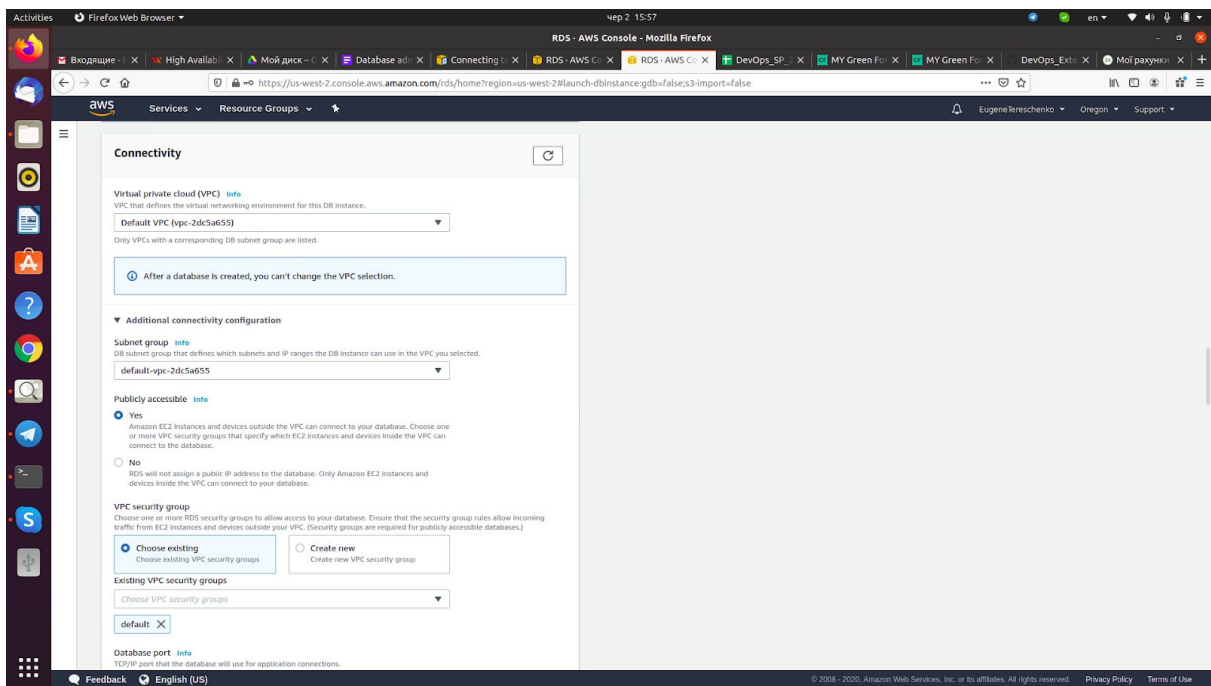 Activities Firefox Web Browser чер 2 15:57 en
RDS · AWS Console - Mozilla Firefox
Входящие - t High Availabil Мой диск – G Database adm Connecting to RDS · AWS Co RDS · AWS Co DevOps_SP_2 MY Green For MY Green For DevOps_Exte Мої рахунки
https://us-west-2.console.aws.amazon.com/rds/home?region=us-west-2#launch-dbinstance:gdb=false;s3-import=false
aws Services Resource Groups EugeneTereschenko Oregon Support
Connectivity
Virtual private cloud (VPC) Info
VPC that defines the virtual networking environment for this DB instance.
Default VPC (vpc-2dc5a655)
Only VPCs with a corresponding DB subnet group are listed.
After a database is created, you can't change the VPC selection.
Additional connectivity configuration
Subnet group Info
DB subnet group that defines which subnets and IP ranges the DB instance can use in the VPC you selected.
default-vpc-2dc5a655
Publicly accessible Info
Yes
Amazon EC2 instances and devices outside the VPC can connect to your database. Choose one
or more VPC security groups that specify which EC2 instances and devices inside the VPC can
connect to the database.
No
RDS will not assign a public IP address to the database. Only Amazon EC2 instances and
devices inside the VPC can connect to your database.
VPC security group
Choose one or more RDS security groups to allow access to your database. Ensure that the security group rules allow incoming
traffic from EC2 instances and devices outside your VPC. (Security groups are required for publicly accessible databases.)
Choose existing Create new
Choose existing VPC security groups Create new VPC security group
Existing VPC security groups
Choose VPC security groups
default
Database port Info
TCP/IP port that the database will use for application connections.
Feedback English (US) © 2008 - 2020, Amazon Web Services, Inc. or its affiliates. All rights reserved. Privacy Policy Terms of Use